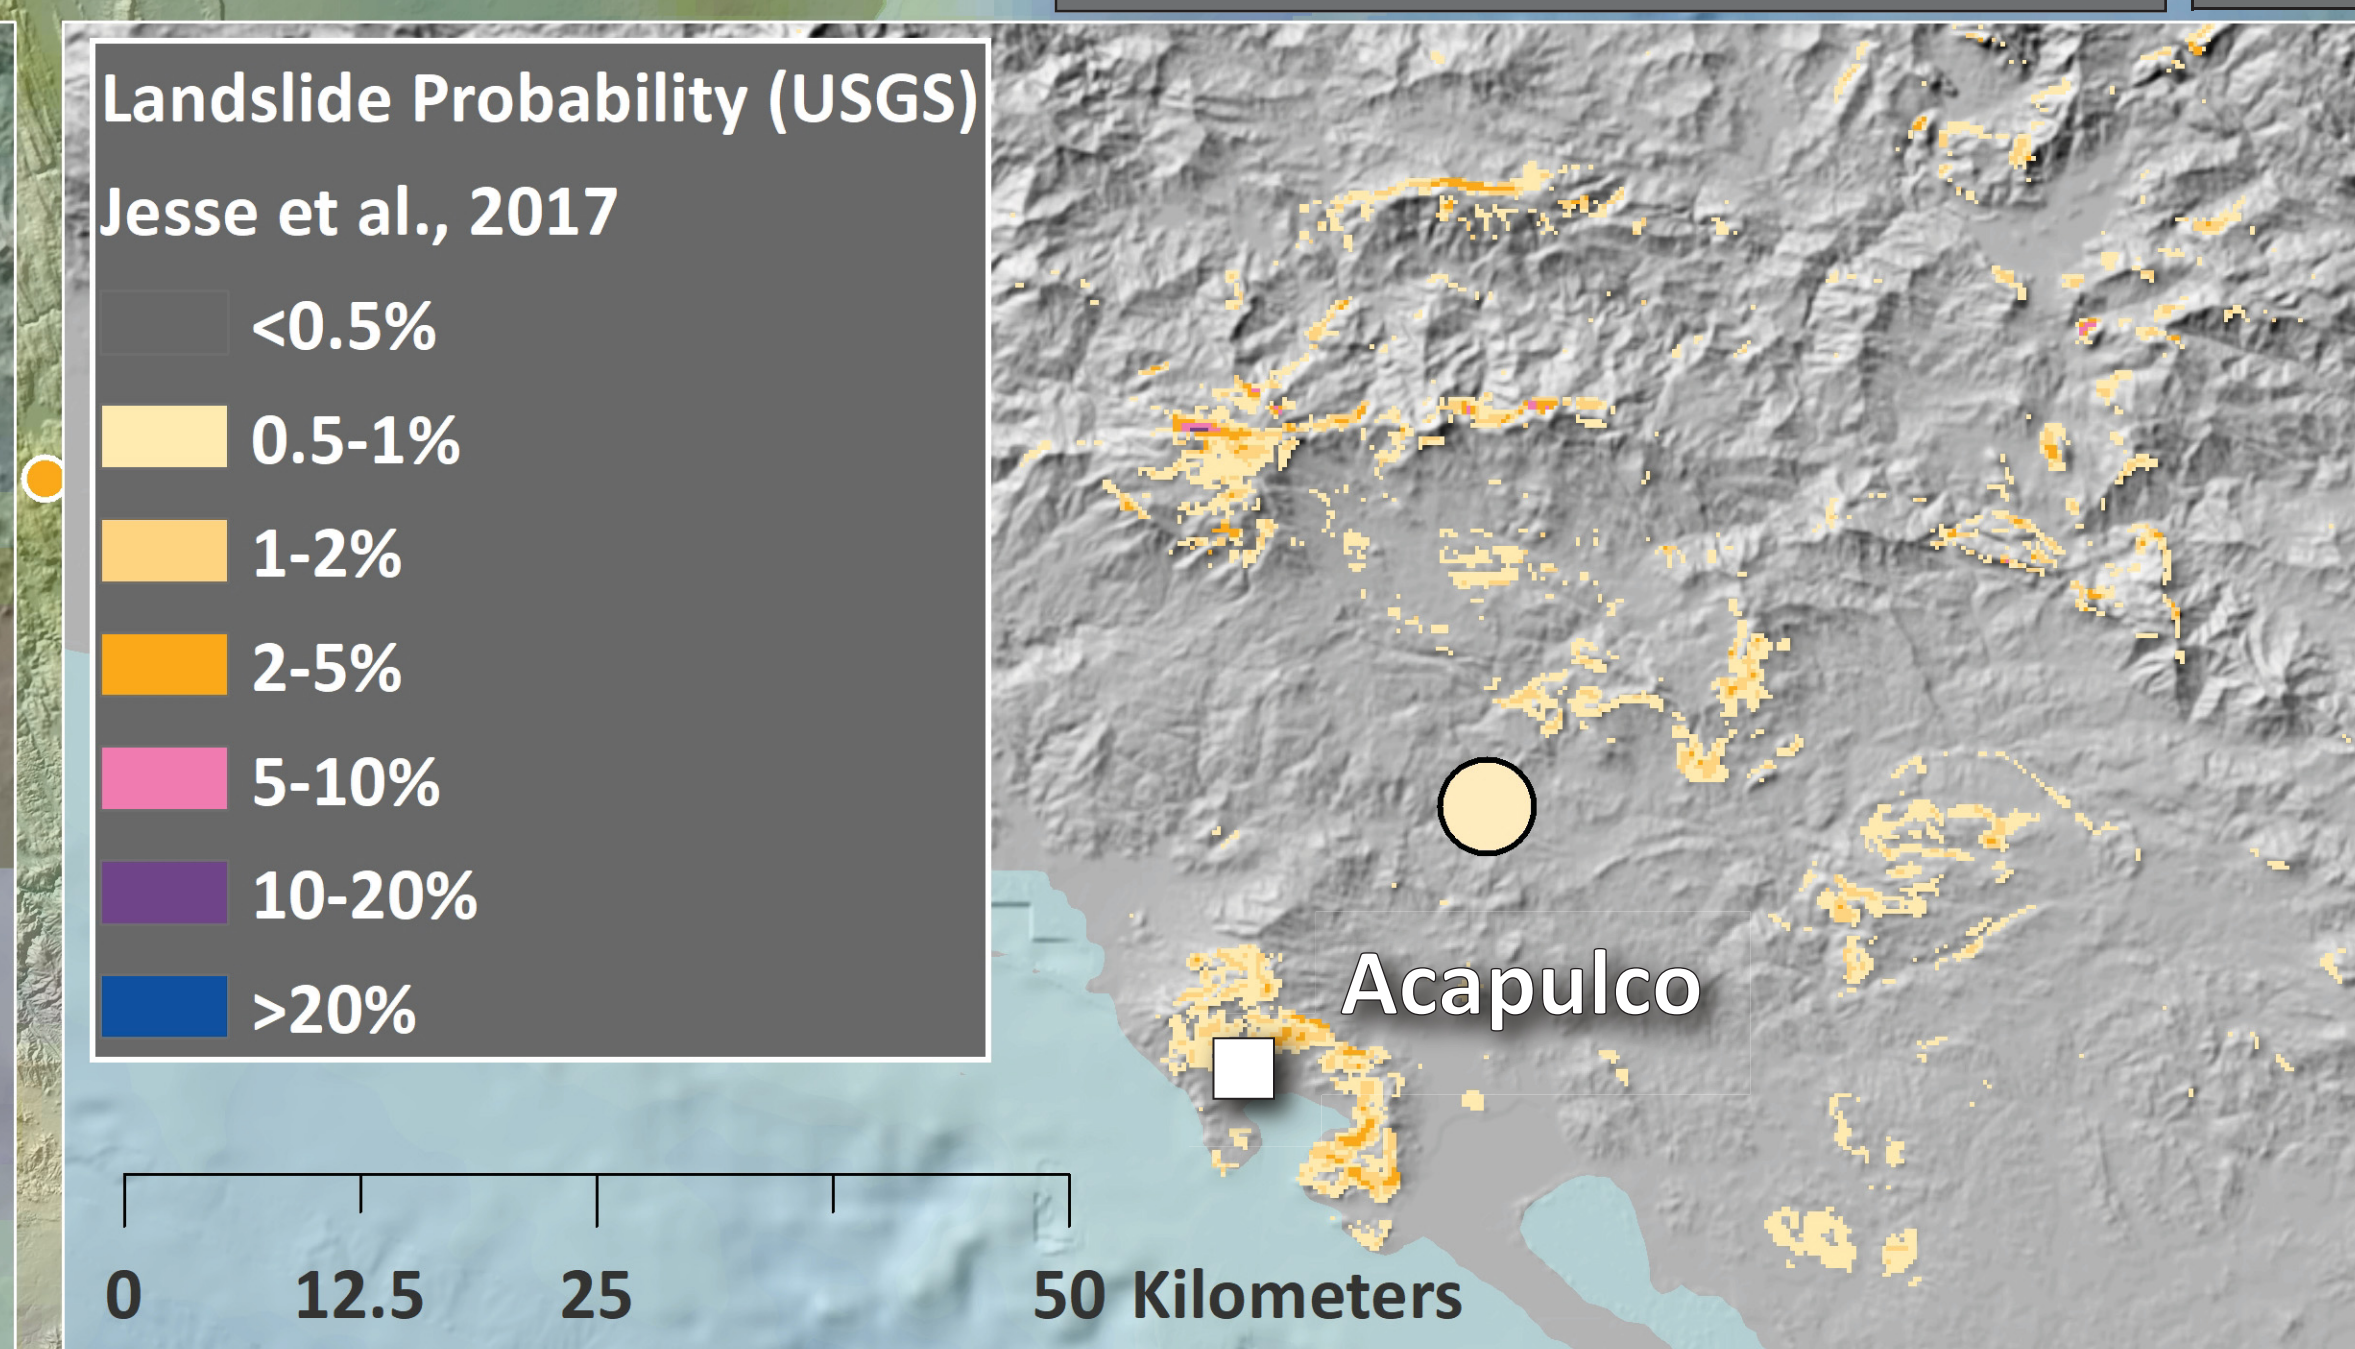 Landslide Probability (USGS)
Jesse et al., 2017
<0.5%
0.5-1%
1-2%
2-5%
5-10%
10-20%
>20%
Acapulco
0 12.5 25 50 Kilometers